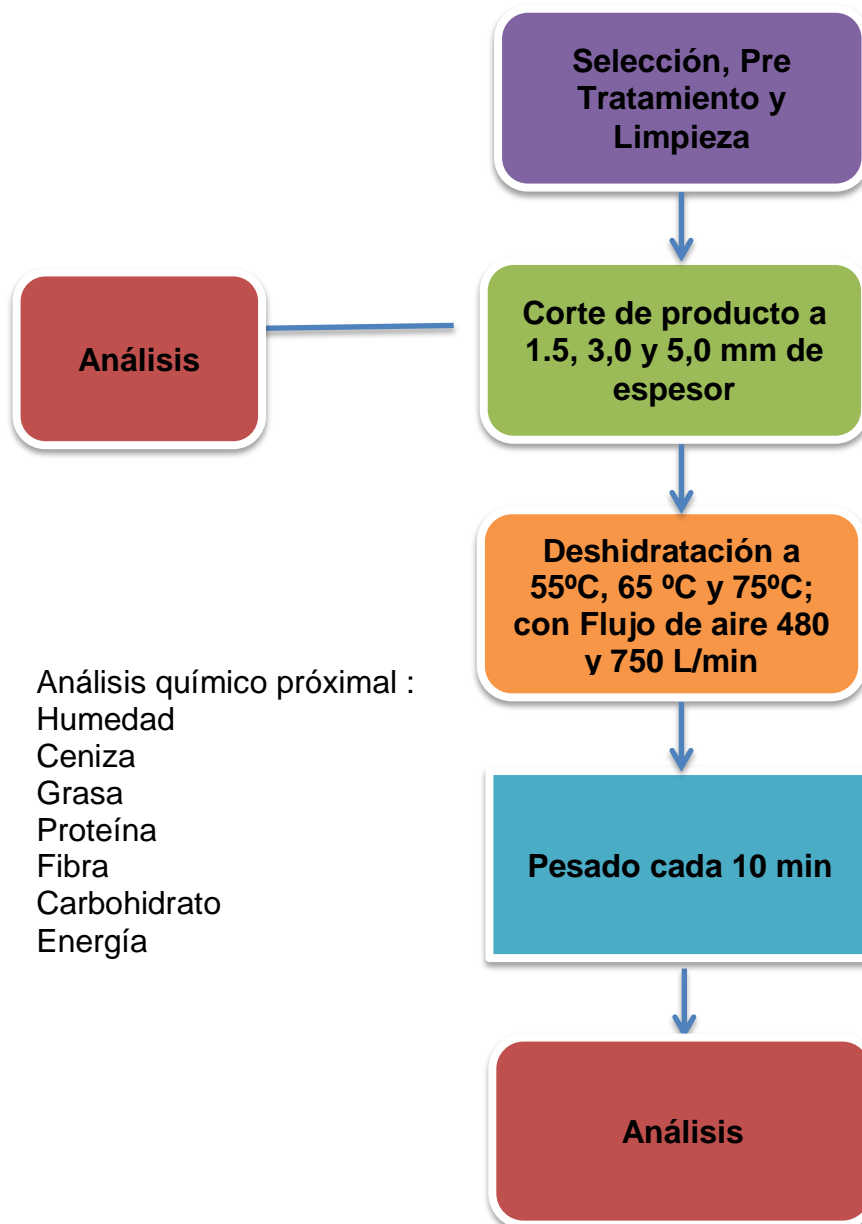 Selección, Pre
Tratamiento y
Limpieza
Análisis
Corte de producto a
1.5, 3,0 y 5,0 mm de
espesor
Deshidratación a
55ºC, 65 ºC y 75ºC;
con Flujo de aire 480
y 750 L/min
Análisis químico próximal :
Humedad
Ceniza
Grasa
Proteína
Fibra
Carbohidrato
Energía
Pesado cada 10 min
Análisis